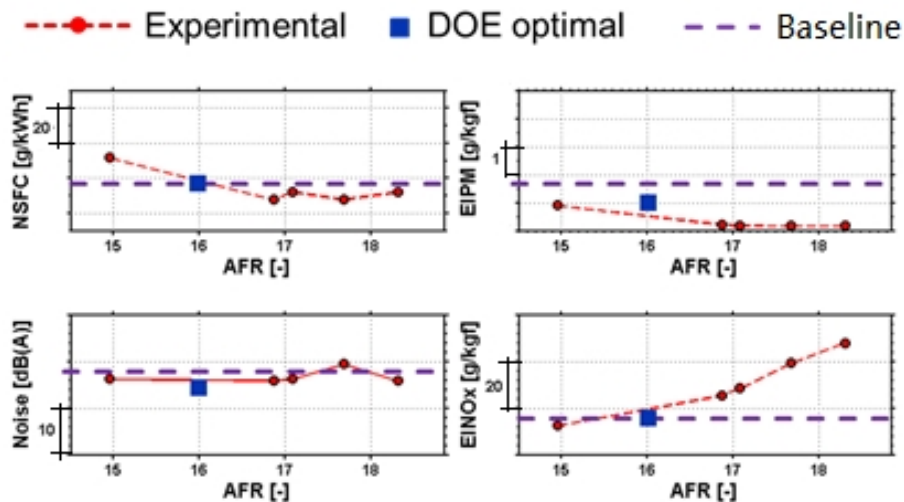 Experimental DOE optimal Baseline
NSFC [g/kWh]
20
15 16 17 18
AFR [-]
EIPM [g/kgf]
1
15 16 17 18
AFR [-]
Noise [dB(A)]
10
15 16 17 18
AFR [-]
EINOx [g/kgf]
20
15 16 17 18
AFR [-]